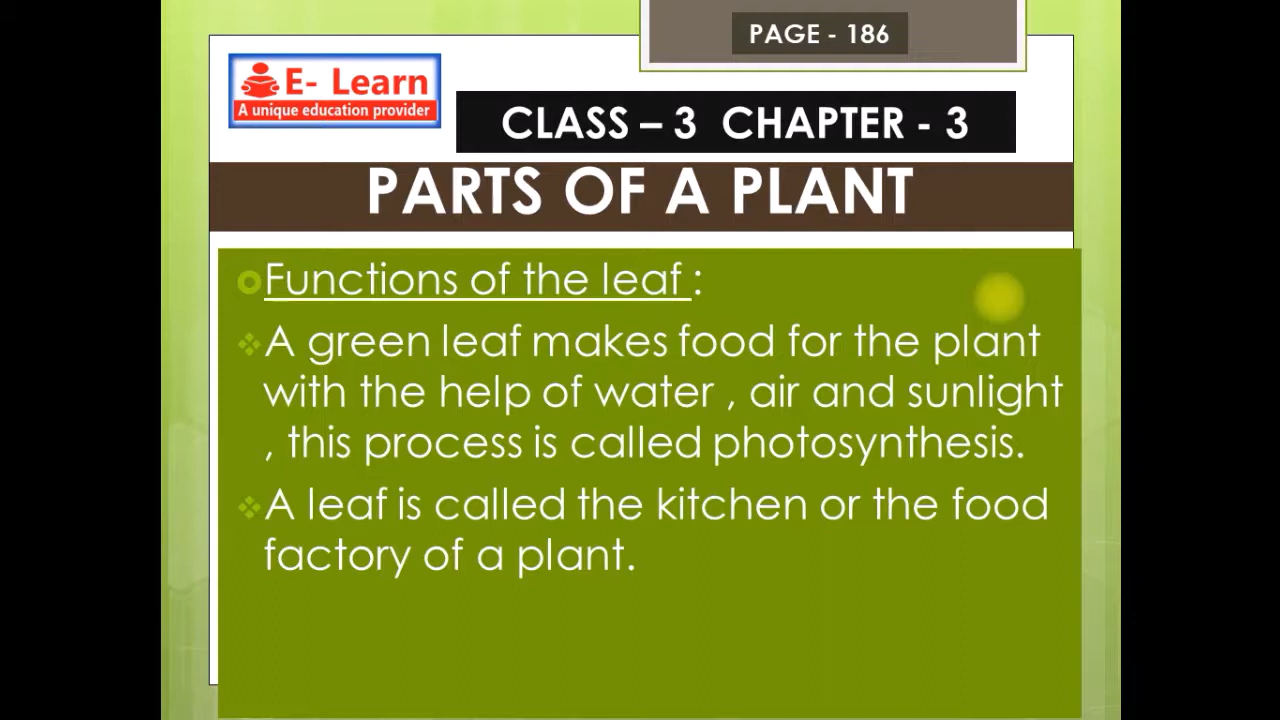 PAGE - 186
E- Learn
A unique education provider
CLASS – 3 CHAPTER - 3
PARTS OF A PLANT
Functions of the leaf :
A green leaf makes food for the plant
with the help of water , air and sunlight
, this process is called photosynthesis.
A leaf is called the kitchen or the food
factory of a plant.